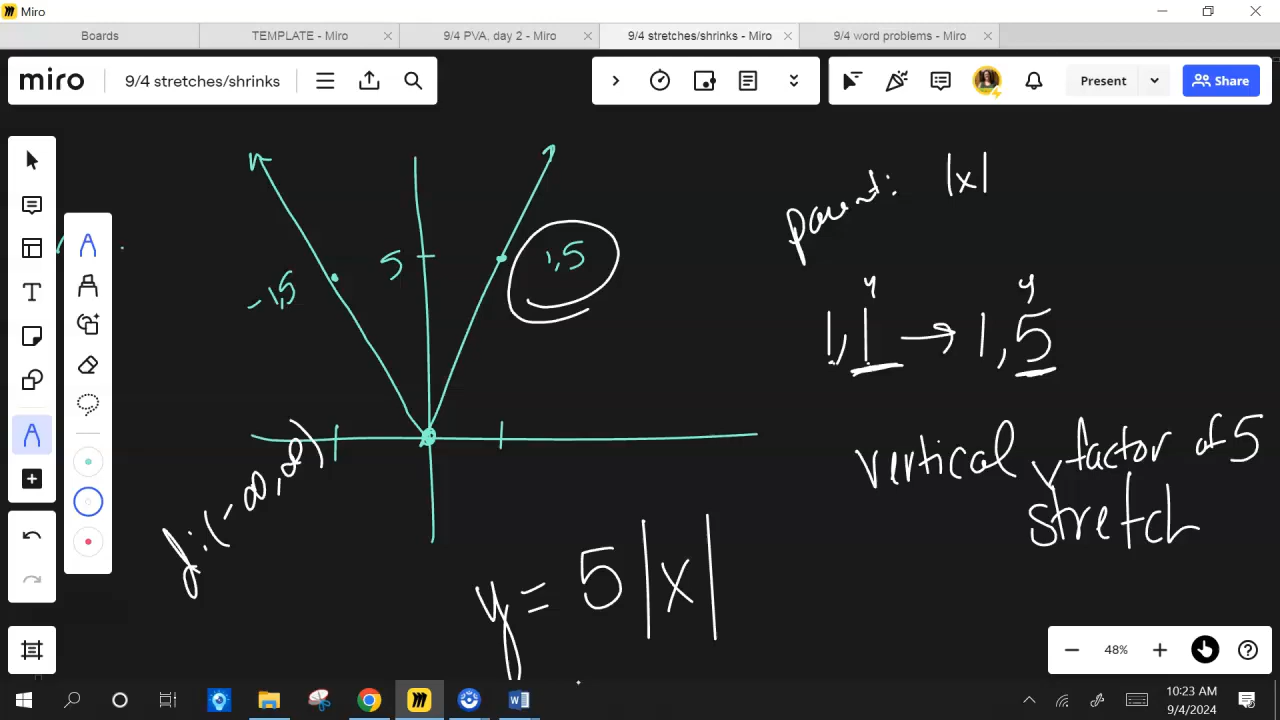 Miro
Boards
TEMPLATE - Miro
9/4 PVA, day 2 - Miro
9/4 stretches/shrinks - Miro
9/4 word problems - Miro
miro
9/4 stretches/shrinks
Present
Share
parent: |x|
5
1,5
-1,5
y y
1,1 → 1,5
vertical factor of 5
stretch
(-∞,∞)
y = 5|x|
48%
10:23 AM
9/4/2024